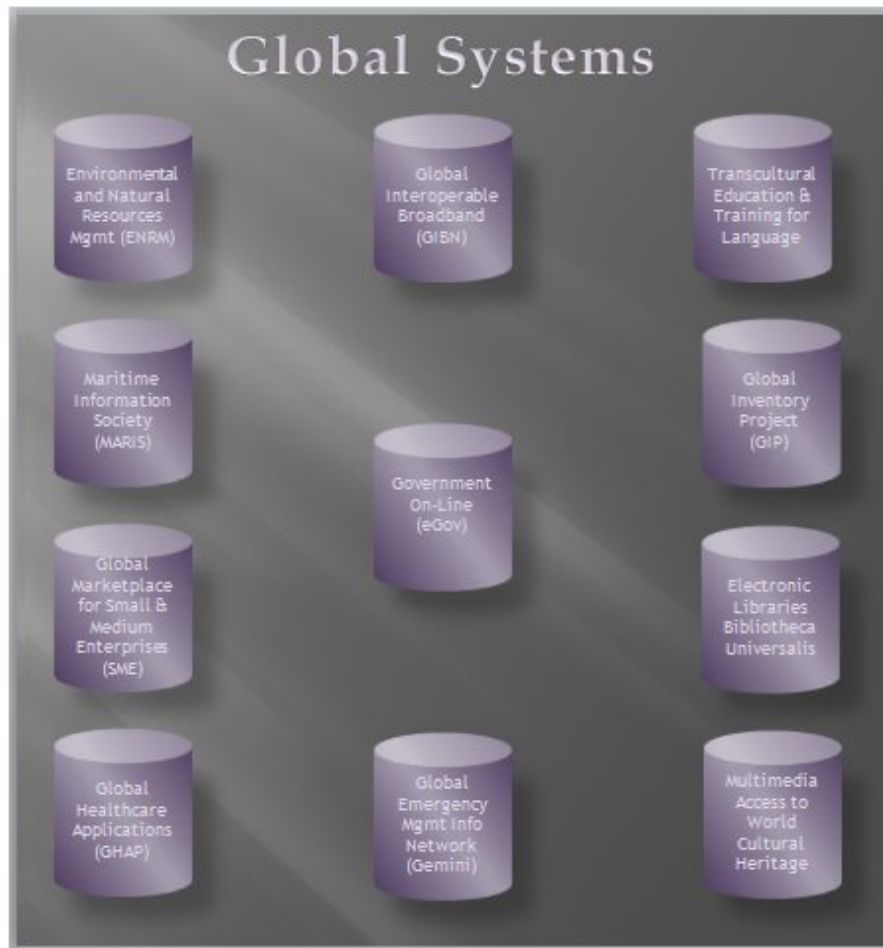 Global Systems
Environmental
and Natural
Resources
Mgmt (ENRM)
Global
Interoperable
Broadband
(GIBN)
Transcultural
Education &
Training for
Language
Maritime
Information
Society
(MARIS)
Global
Inventory
Project
(GIP)
Government
On-Line
(eGov)
Global
Marketplace
for Small &
Medium
Enterprises
(SME)
Electronic
Libraries
Bibliotheca
Universalis
Global
Healthcare
Applications
(GHAP)
Global
Emergency
Mgmt Info
Network
(Gemini)
Multimedia
Access to
World
Cultural
Heritage